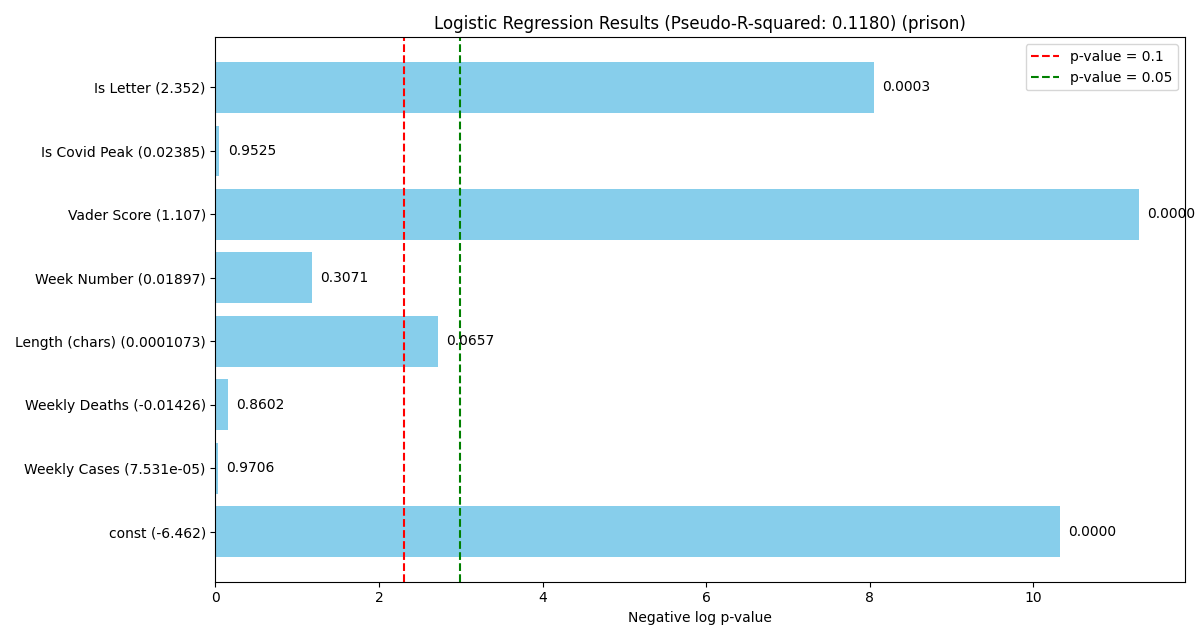 Logistic Regression Results (Pseudo-R-squared: 0.1180) (prison)
p-value = 0.1
p-value = 0.05
Is Letter (2.352) 0.0003
Is Covid Peak (0.02385) 0.9525
Vader Score (1.107) 0.0000
Week Number (0.01897) 0.3071
Length (chars) (0.0001073) 0.0657
Weekly Deaths (-0.01426) 0.8602
Weekly Cases (7.531e-05) 0.9706
const (-6.462) 0.0000
0 2 4 6 8 10
Negative log p-value